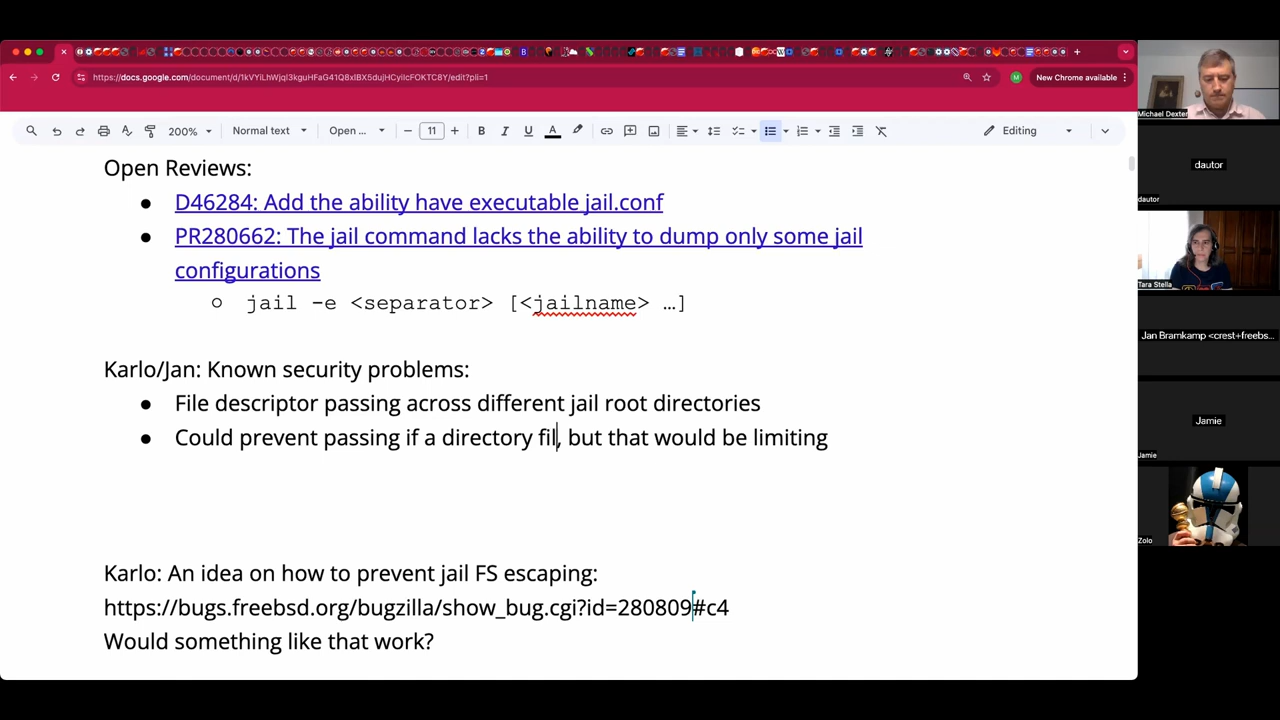 https://docs.google.com/document/d/1kVYiLhWjqI3kguHFaG41Q8xIBX5dujHCyiIcFOKTC8Y/edit?pli=1
New Chrome available
200%
Normal text
Open ...
11
Editing
Open Reviews:
D46284: Add the ability have executable jail.conf
PR280662: The jail command lacks the ability to dump only some jail
configurations
jail -e <separator> [<jailname> …]
Karlo/Jan: Known security problems:
File descriptor passing across different jail root directories
Could prevent passing if a directory fil, but that would be limiting
Karlo: An idea on how to prevent jail FS escaping:
https://bugs.freebsd.org/bugzilla/show_bug.cgi?id=280809#c4
Would something like that work?
Michael Dexter
dautor
dautor
Tara Stella
Jan Bramkamp <crest+freebs...
Jamie
Jamie
Zolo